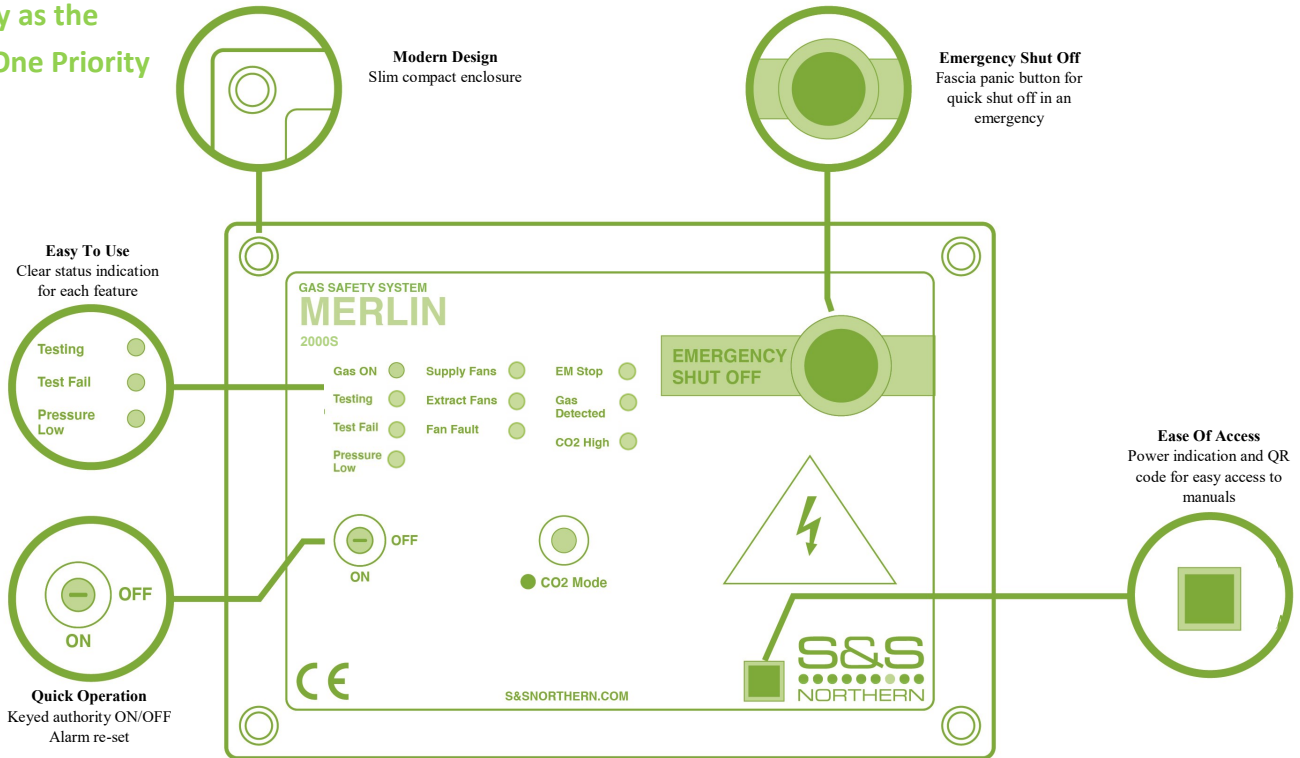 y as the
One Priority
Modern Design
Slim compact enclosure
Emergency Shut Off
Fascia panic button for
quick shut off in an
emergency
Easy To Use
Clear status indication
for each feature
Testing
Test Fail
Pressure
Low
OFF
ON
Quick Operation
Keyed authority ON/OFF
Alarm re-set
GAS SAFETY SYSTEM
MERLIN
2000S
Gas ON
Testing
Test Fail
Pressure
Low
Supply Fans
Extract Fans
Fan Fault
EM Stop
Gas
Detected
CO2 High
EMERGENCY
SHUT OFF
OFF
ON
CO2 Mode
CE
S&SNORTHERN.COM
S&S
NORTHERN
Ease Of Access
Power indication and QR
code for easy access to
manuals